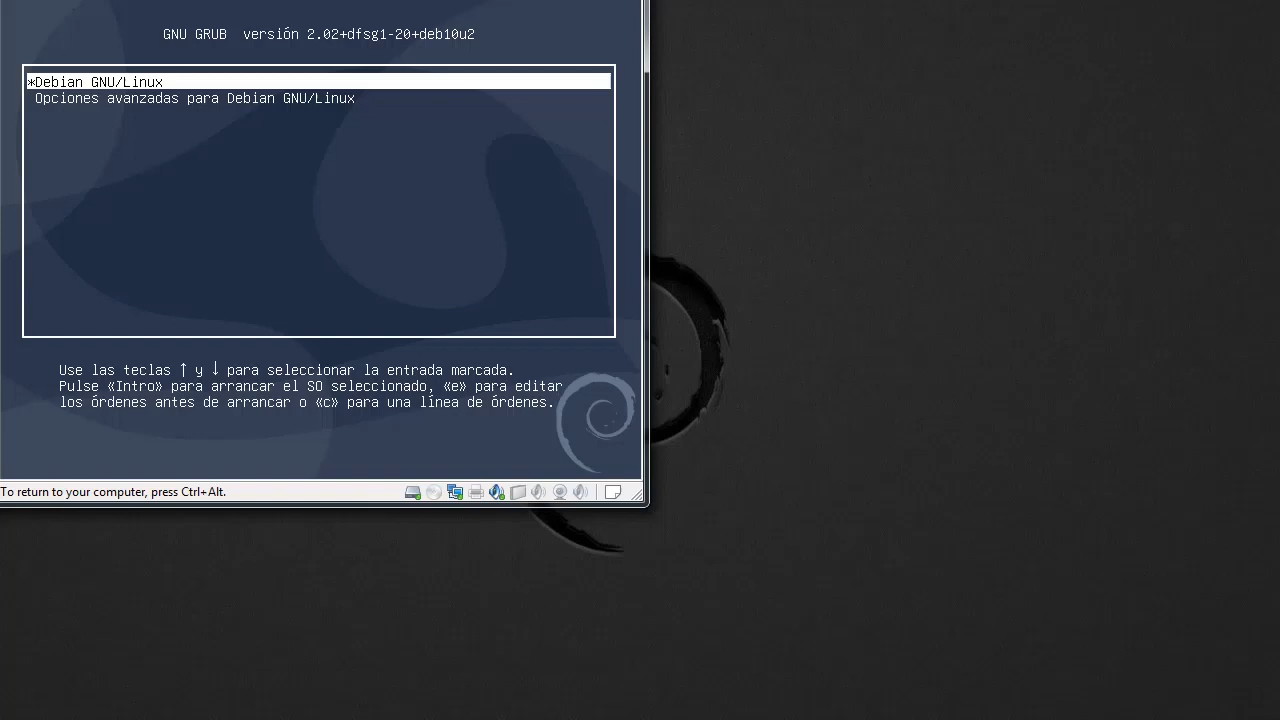 GNU GRUB  versión 2.02+dfsg1-20+deb10u2
*Debian GNU/Linux
Opciones avanzadas para Debian GNU/Linux
Use las teclas ↑ y ↓ para seleccionar la entrada marcada.
Pulse «Intro» para arrancar el SO seleccionado, «e» para editar
los órdenes antes de arrancar o «c» para una línea de órdenes.
To return to your computer, press Ctrl+Alt.